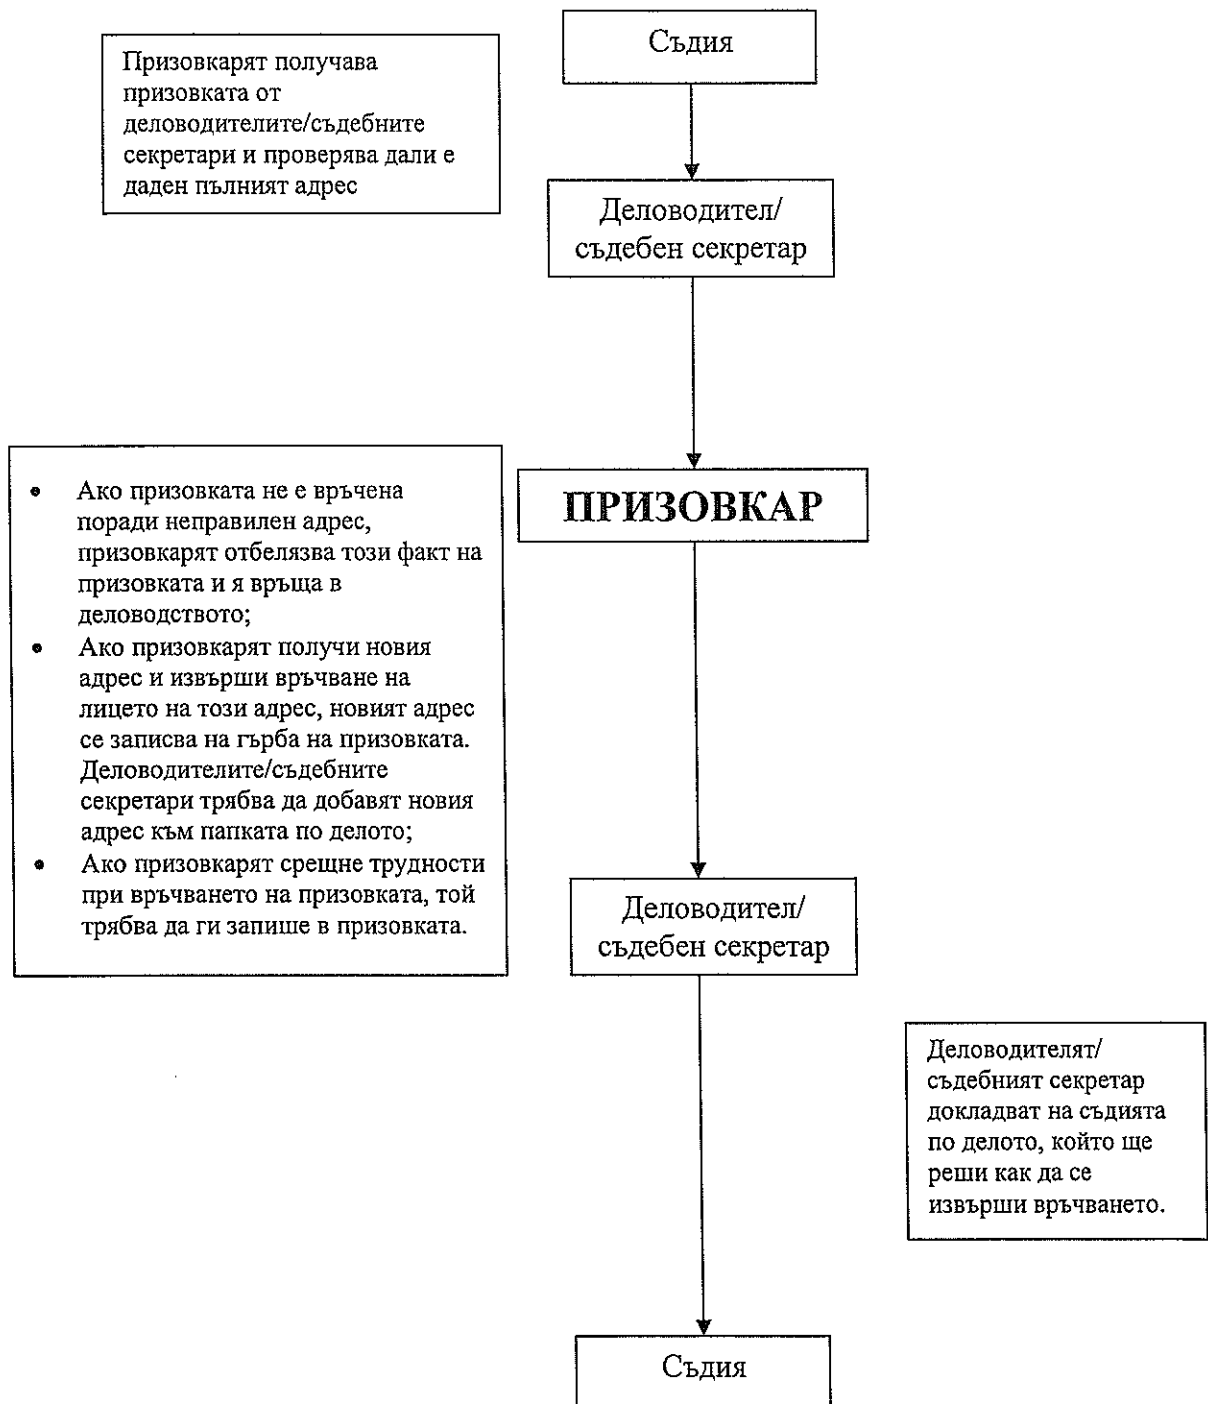 Съдия
Призовкарят получава
призовката от
деловодителите/съдебните
секретари и проверява дали е
даден пълният адрес
Деловодител/
съдебен секретар
ПРИЗОВКАР
• Ако призовката не е връчена
поради неправилен адрес,
призовкарят отбелязва този факт на
призовката и я връща в
деловодството;
• Ако призовкарят получи новия
адрес и извърши връчване на
лицето на този адрес, новият адрес
се записва на гърба на призовката.
Деловодителите/съдебните
секретари трябва да добавят новия
адрес към папката по делото;
• Ако призовкарят срещне трудности
при връчването на призовката, той
трябва да ги запише в призовката.
Деловодител/
съдебен секретар
Деловодителят/
съдебният секретар
докладват на съдията
по делото, който ще
реши как да се
извърши връчването.
Съдия